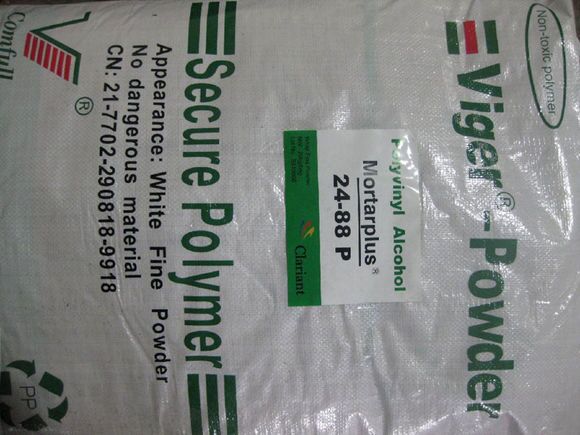 Non-toxic polymer
Viger®-Powder
Polyvinyl Alcohol
Mortarplus®
24-88 P
Clariant
Secure Polymer
Appearance: White Fine Powder
No dangerous material
CN: 21-7702-290818-9918
Comfull
®
PP